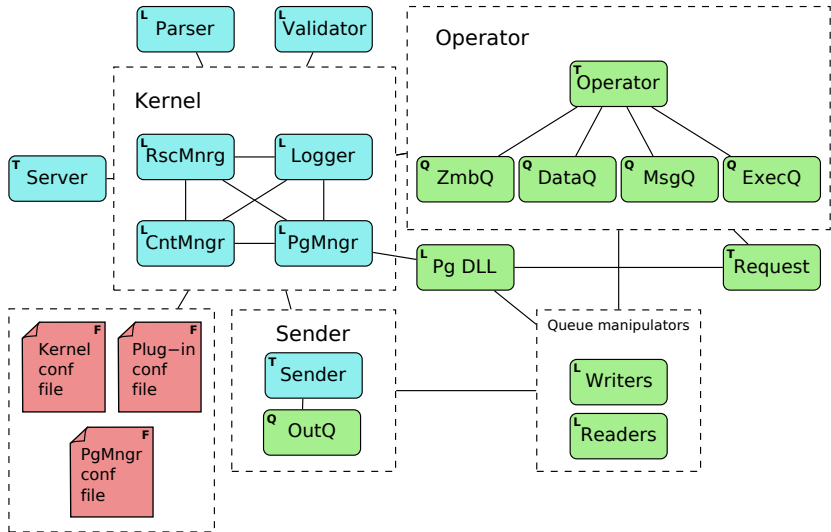 L
Parser
L
Validator
Operator
T
Operator
Kernel
L
RscMnrg
L
Logger
T
Server
Q
ZmbQ
Q
DataQ
Q
MsgQ
Q
ExecQ
L
CntMngr
L
PgMngr
L
Pg DLL
T
Request
F
Kernel
conf
file
F
Plug−in
conf
file
F
PgMngr
conf
file
Sender
T
Sender
Q
OutQ
Queue manipulators
L
Writers
L
Readers